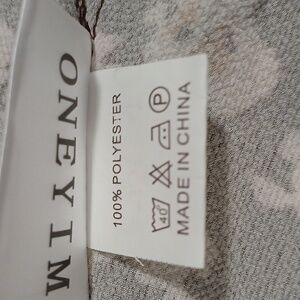 ONEYIM
100% POLYESTER
40° P
MADE IN CHINA